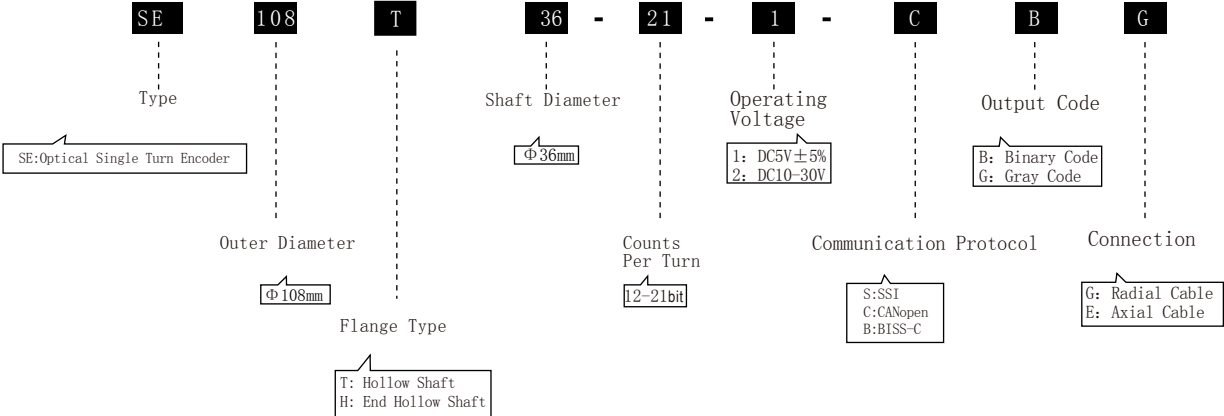 SE 108 T 36 - 21 - 1 - C B G
Type
SE:Optical Single Turn Encoder
Outer Diameter
Φ108mm
Flange Type
T: Hollow Shaft
H: End Hollow Shaft
Shaft Diameter
Φ36mm
Counts
Per Turn
12-21bit
Operating
Voltage
1: DC5V±5%
2: DC10-30V
Communication Protocol
S:SSI
C:CANopen
B:BISS-C
Output Code
B: Binary Code
G: Gray Code
Connection
G: Radial Cable
E: Axial Cable